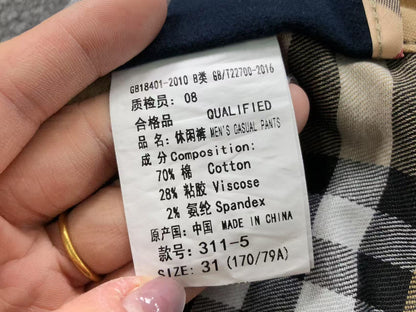 GB18401-2010 B类 GB/T22700-2016
质检员: 08
合格品 QUALIFIED
品 名: 休闲裤 MEN'S CASUAL PANTS
成 分 Composition:
70% 棉 Cotton
28% 粘胶 Viscose
2% 氨纶 Spandex
原产国: 中国 MADE IN CHINA
款号: 311-5
SIZE: 31 (170/79A)